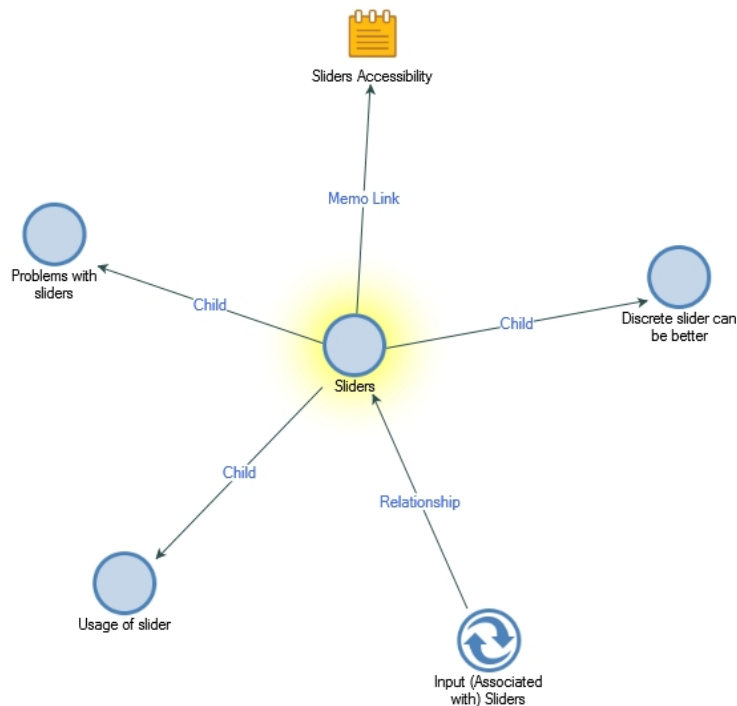 Sliders Accessibility
Memo Link
Problems with
sliders
Child
Discrete slider can
be better
Child
Sliders
Child
Relationship
Usage of slider
Input (Associated
with) Sliders